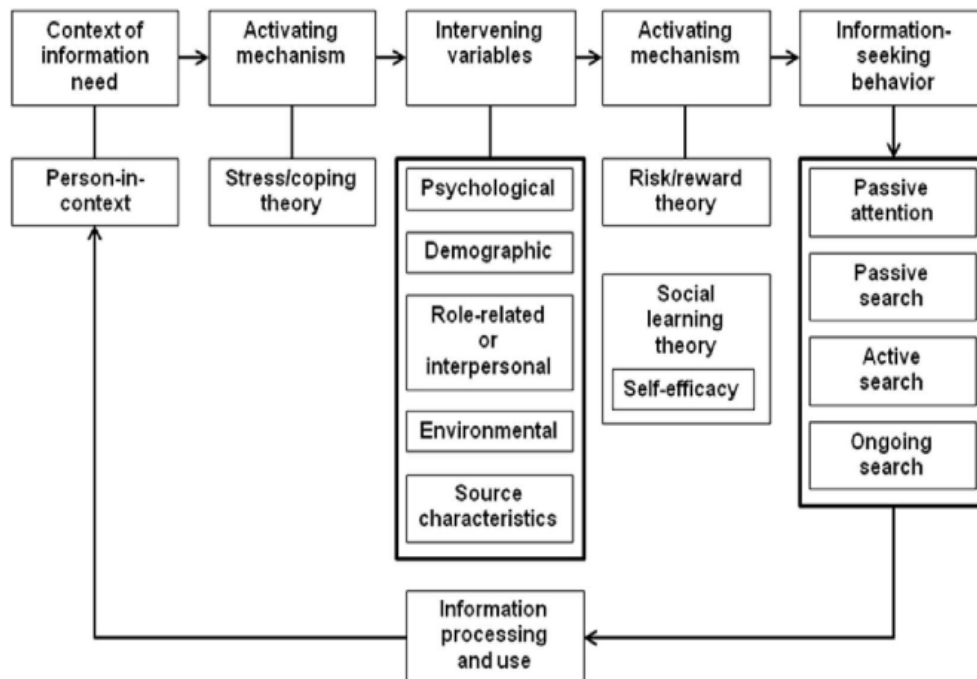 Context of
information
need
Activating
mechanism
Intervening
variables
Activating
mechanism
Information-
seeking
behavior
Person-in-
context
Stress/coping
theory
Psychological
Demographic
Role-related
or
interpersonal
Environmental
Source
characteristics
Risk/reward
theory
Social
learning
theory
Self-efficacy
Passive
attention
Passive
search
Active
search
Ongoing
search
Information
processing
and use